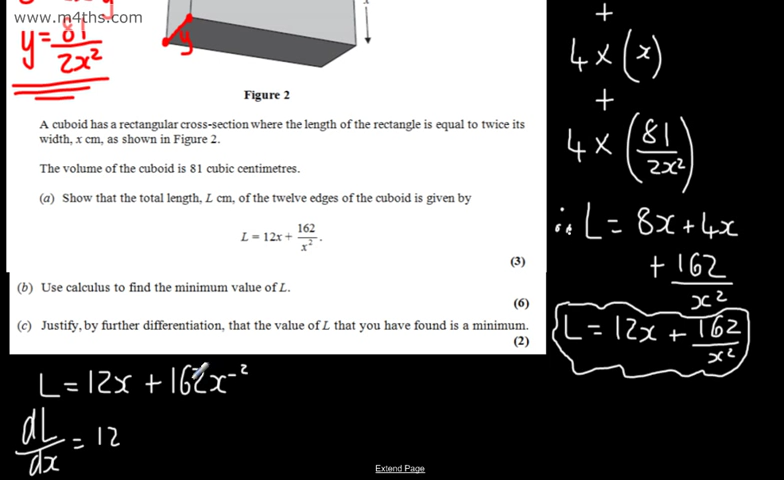 www.m4ths.com
y = 81/2x²
y
x
Figure 2
A cuboid has a rectangular cross-section where the length of the rectangle is equal to twice its
width, x cm, as shown in Figure 2.
The volume of the cuboid is 81 cubic centimetres.
(a) Show that the total length, L cm, of the twelve edges of the cuboid is given by
L = 12x + 162/x².
(3)
(b) Use calculus to find the minimum value of L.
(6)
(c) Justify, by further differentiation, that the value of L that you have found is a minimum.
(2)
L = 12x + 162x⁻²
dL/dx = 12
+
4 × (x)
+
4 × (81/2x²)
∴ L = 8x + 4x
+ 162/x²
L = 12x + 162/x²
Extend Page